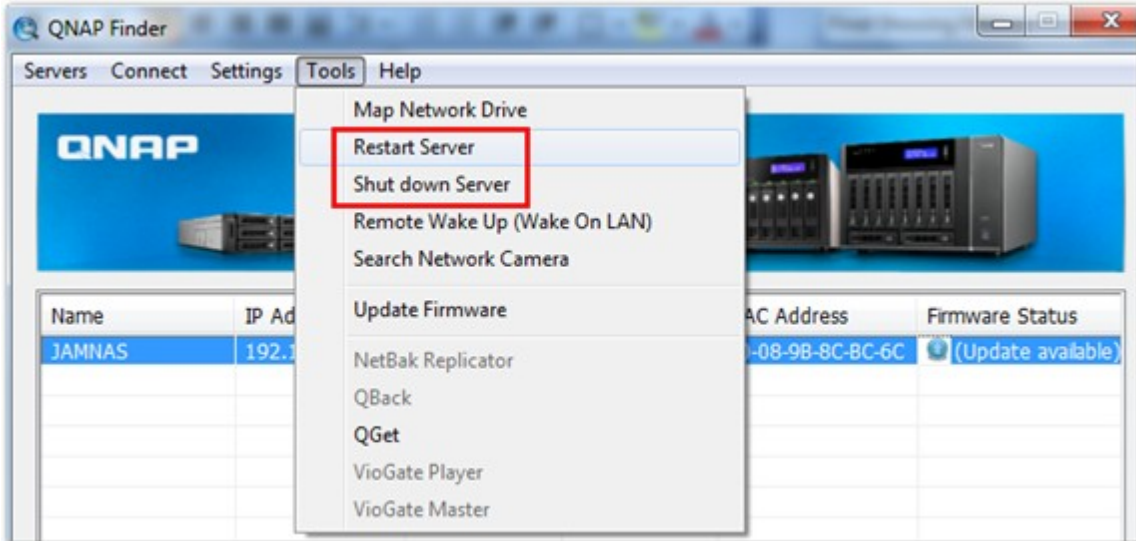 QNAP Finder
Servers Connect Settings Tools Help
Map Network Drive
QNAP
Restart Server
Shut down Server
Remote Wake Up (Wake On LAN)
Search Network Camera
Update Firmware
Name IP Ad AC Address Firmware Status
JAMNAS 192.1 -08-9B-8C-BC-6C (Update available)
NetBak Replicator
QBack
QGet
VioGate Player
VioGate Master